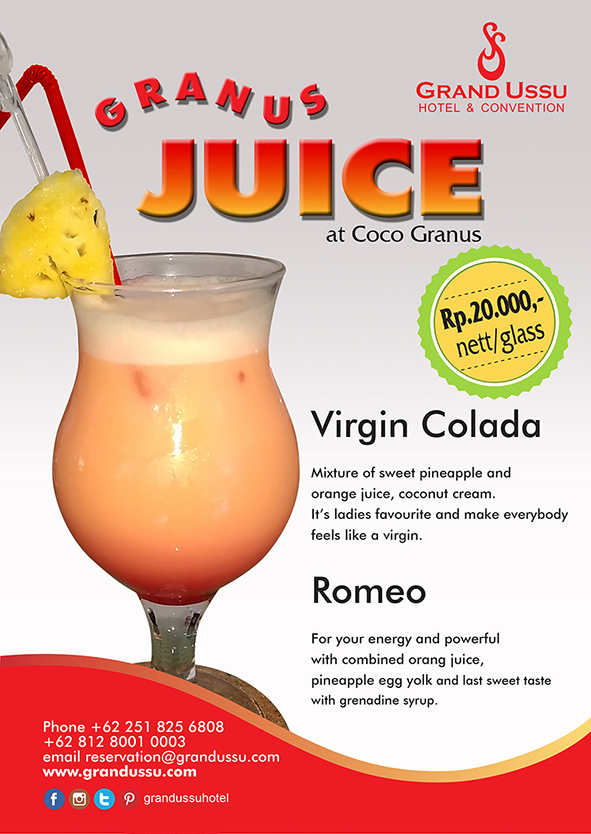 GRAND USSU
HOTEL & CONVENTION
GRANUS
JUICE
at Coco Granus
Rp.20.000,-
nett/glass
Virgin Colada
Mixture of sweet pineapple and
orange juice, coconut cream.
It's ladies favourite and make everybody
feels like a virgin.
Romeo
For your energy and powerful
with combined orang juice,
pineapple egg yolk and last sweet taste
with grenadine syrup.
Phone +62 251 825 6808
+62 812 8001 0003
email reservation@grandussu.com
www.grandussu.com
grandussuhotel